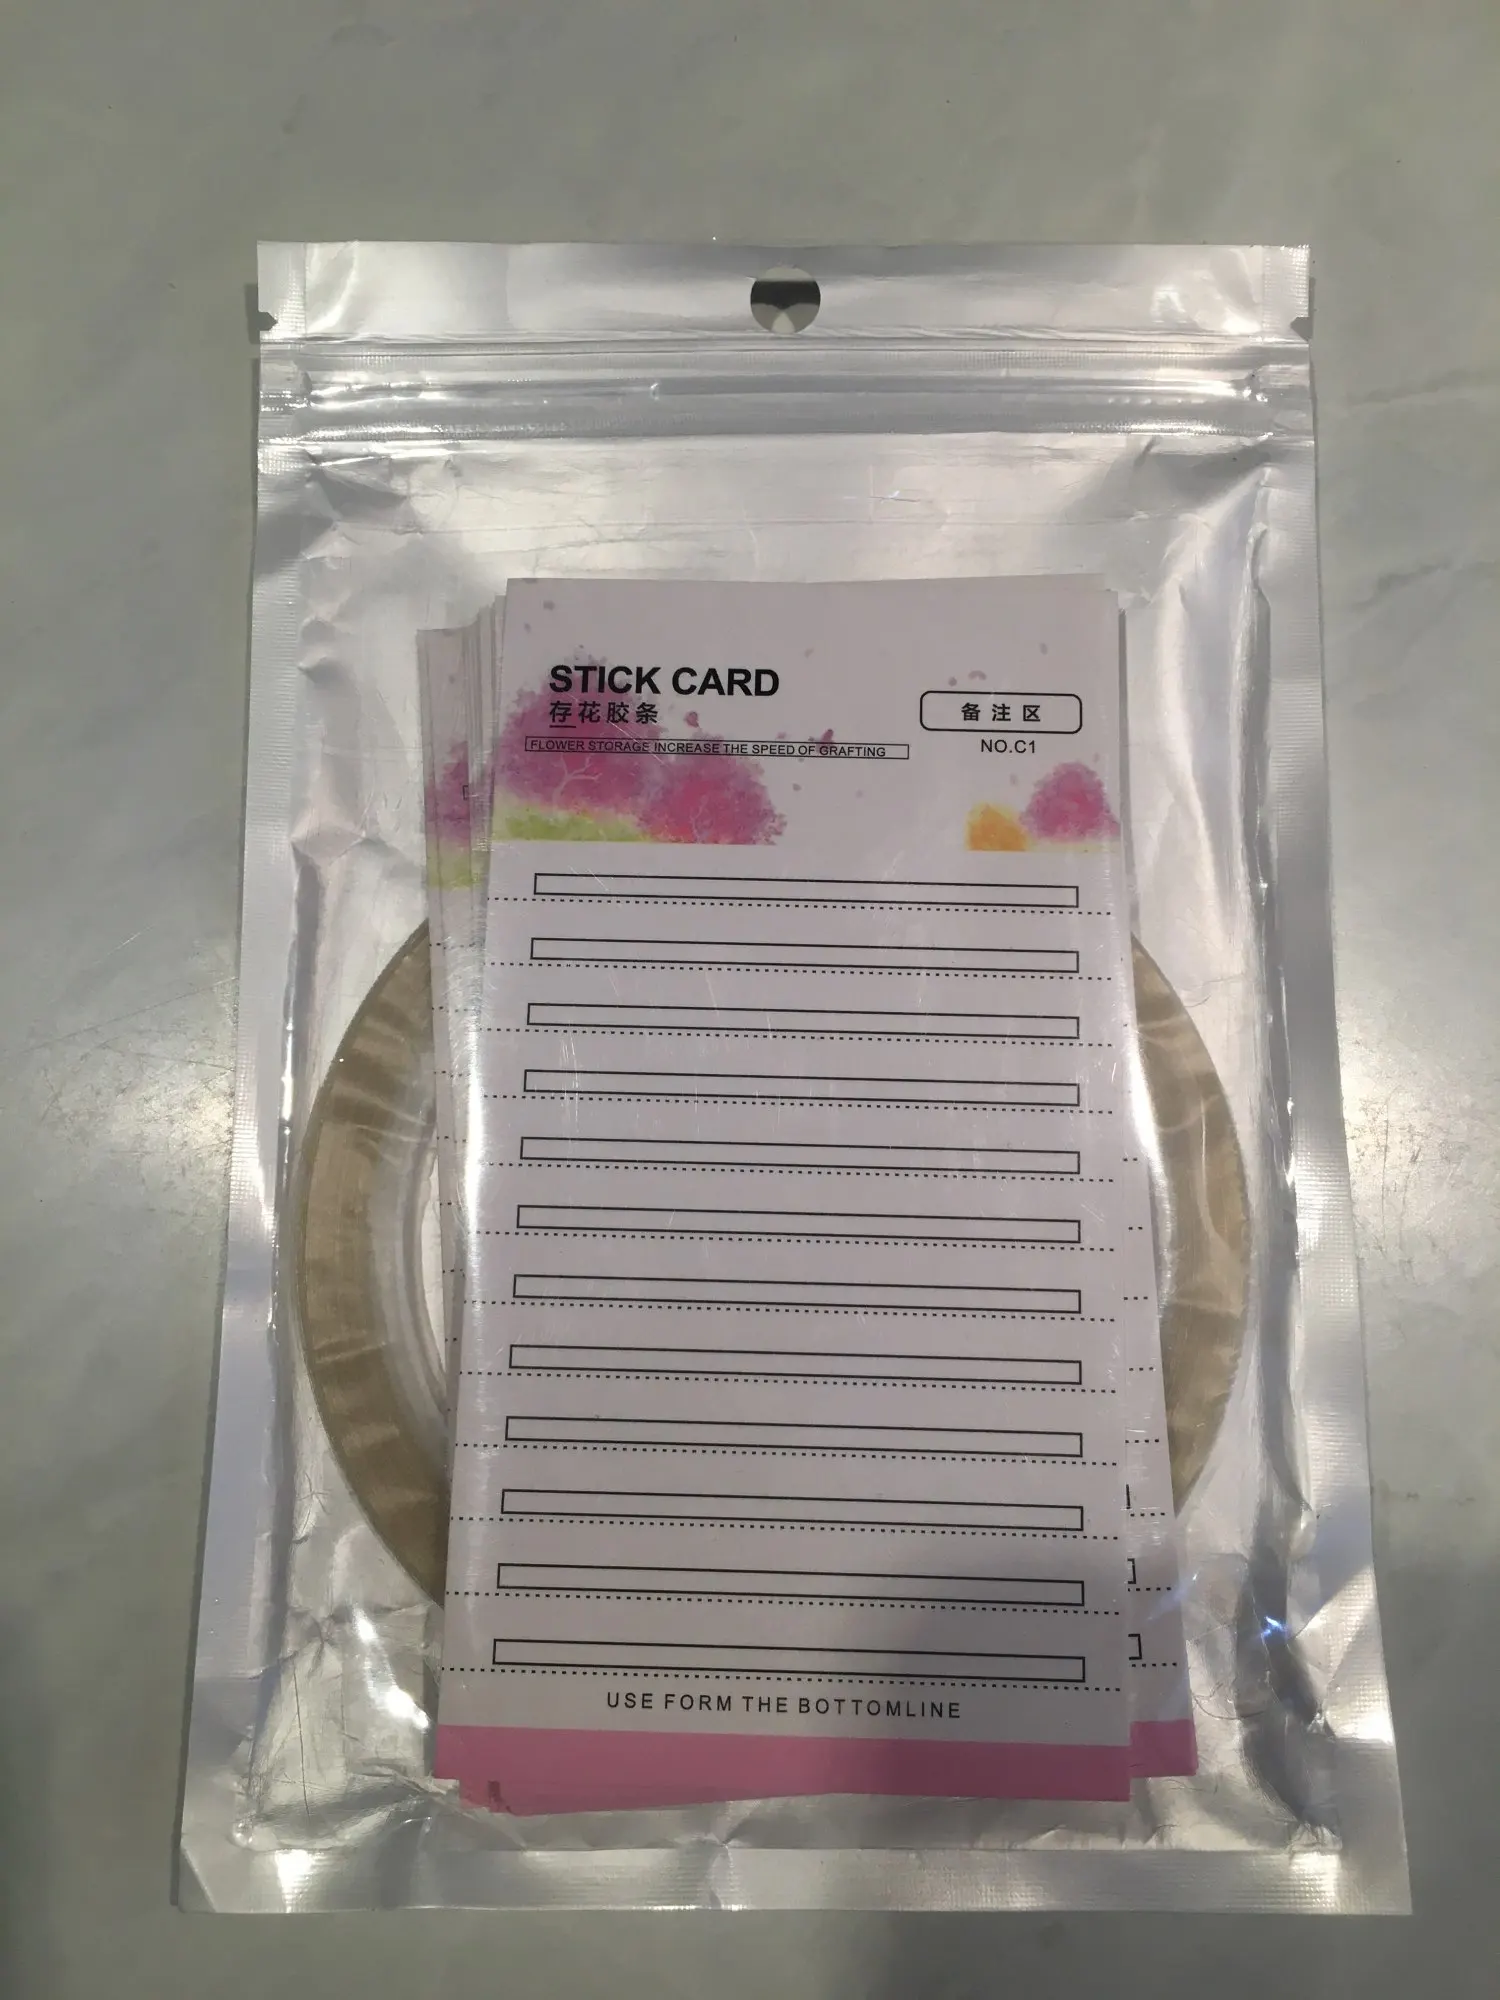 STICK CARD
存花胶条
FLOWER STORAGE INCREASE THE SPEED OF GRAFTING
备注区
NO.C1
USE FORM THE BOTTOMLINE